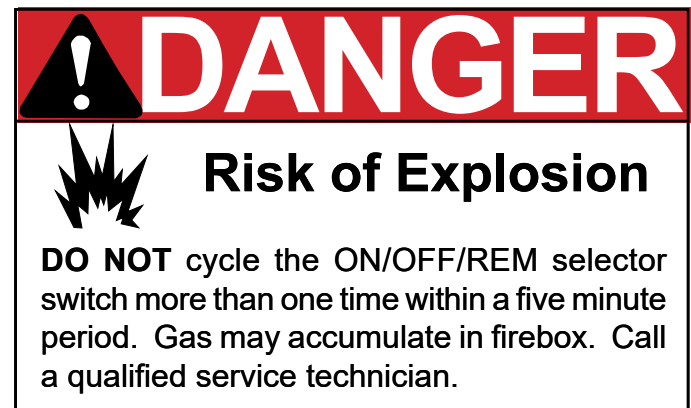 DANGER
Risk of Explosion
DO NOT cycle the ON/OFF/REM selector
switch more than one time within a five minute
period. Gas may accumulate in firebox. Call
a qualified service technician.